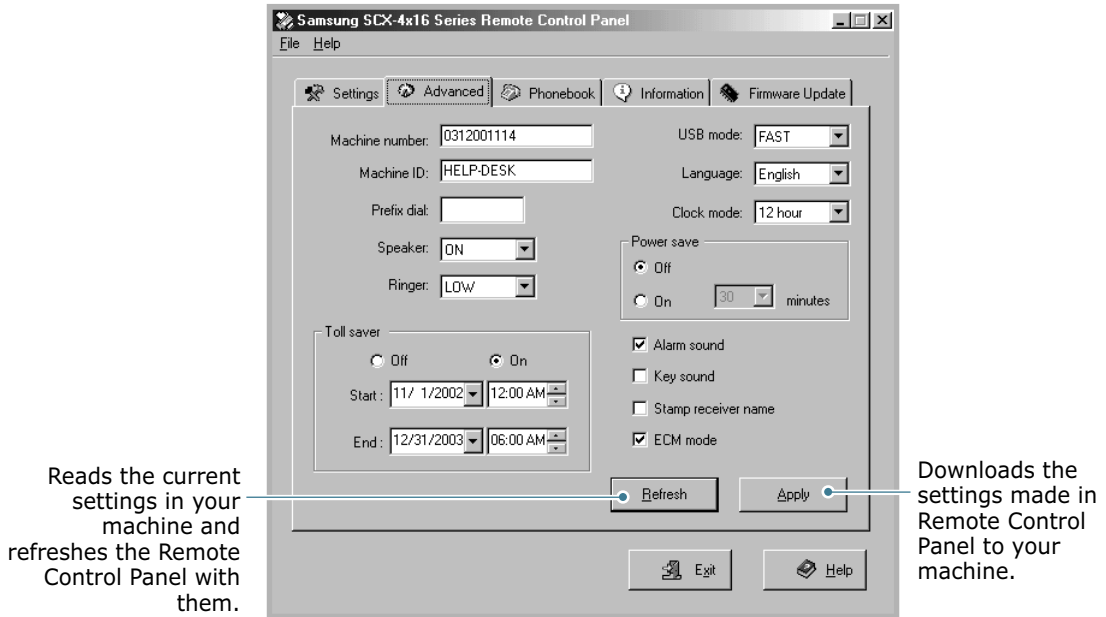 Samsung SCX-4x16 Series Remote Control Panel
File Help
Settings Advanced Phonebook Information Firmware Update
Machine number: 0312001114
Machine ID: HELP-DESK
Prefix dial:
Speaker: ON
Ringer: LOW
USB mode: FAST
Language: English
Clock mode: 12 hour
Power save
Off
On 30 minutes
Toll saver
Off On
Start : 11/ 1/2002 12:00 AM
End : 12/31/2003 06:00 AM
Alarm sound
Key sound
Stamp receiver name
ECM mode
Refresh Apply
Exit Help
Reads the current
settings in your
machine and
refreshes the Remote
Control Panel with
them.
Downloads the
settings made in
Remote Control
Panel to your
machine.